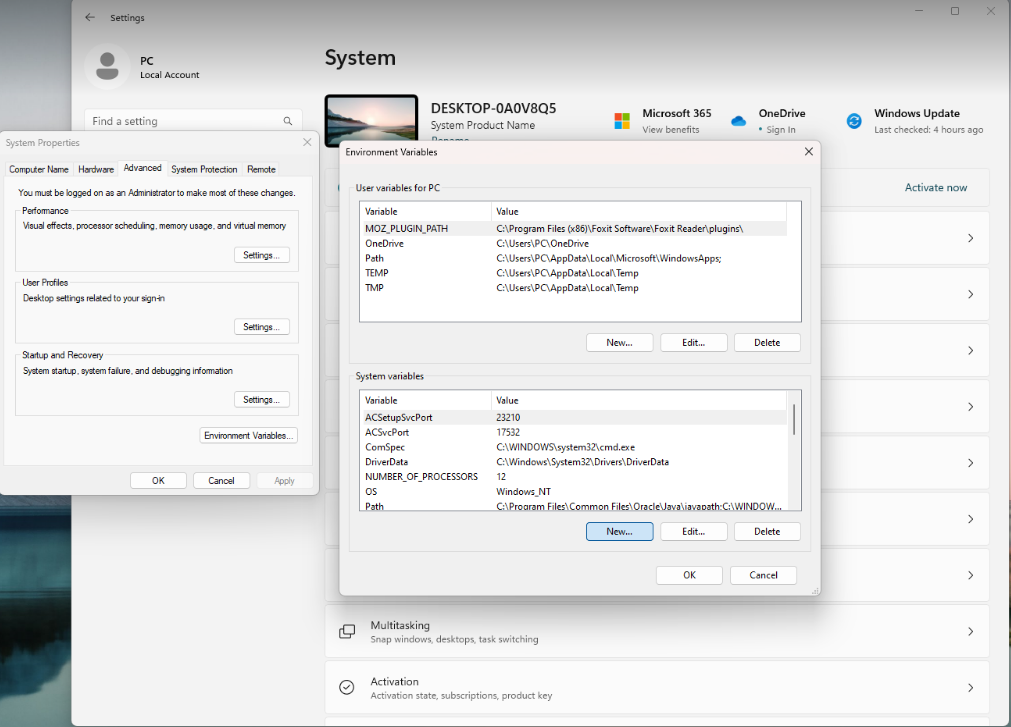 Settings
PC
Local Account
Find a setting
System
DESKTOP-0A0V8Q5
System Product Name
Microsoft 365
View benefits
OneDrive
• Sign In
Windows Update
Last checked: 4 hours ago
Activate now
System Properties
Computer Name
Hardware
Advanced
System Protection
Remote
You must be logged on as an Administrator to make most of these changes.
Performance
Visual effects, processor scheduling, memory usage, and virtual memory
Settings...
User Profiles
Desktop settings related to your sign-in
Settings...
Startup and Recovery
System startup, system failure, and debugging information
Settings...
Environment Variables...
OK
Cancel
Apply
Environment Variables
User variables for PC
Variable Value
MOZ_PLUGIN_PATH C:\Program Files (x86)\Foxit Software\Foxit Reader\plugins\
OneDrive C:\Users\PC\OneDrive
Path C:\Users\PC\AppData\Local\Microsoft\WindowsApps;
TEMP C:\Users\PC\AppData\Local\Temp
TMP C:\Users\PC\AppData\Local\Temp
New...
Edit...
Delete
System variables
Variable Value
ACSetupSvcPort 23210
ACSvcPort 17532
ComSpec C:\WINDOWS\system32\cmd.exe
DriverData C:\Windows\System32\Drivers\DriverData
NUMBER_OF_PROCESSORS 12
OS Windows_NT
Path C:\Program Files\Common Files\Oracle\Java\javapath;C:\WINDOW...
New...
Edit...
Delete
OK
Cancel
Multitasking
Snap windows, desktops, task switching
Activation
Activation state, subscriptions, product key